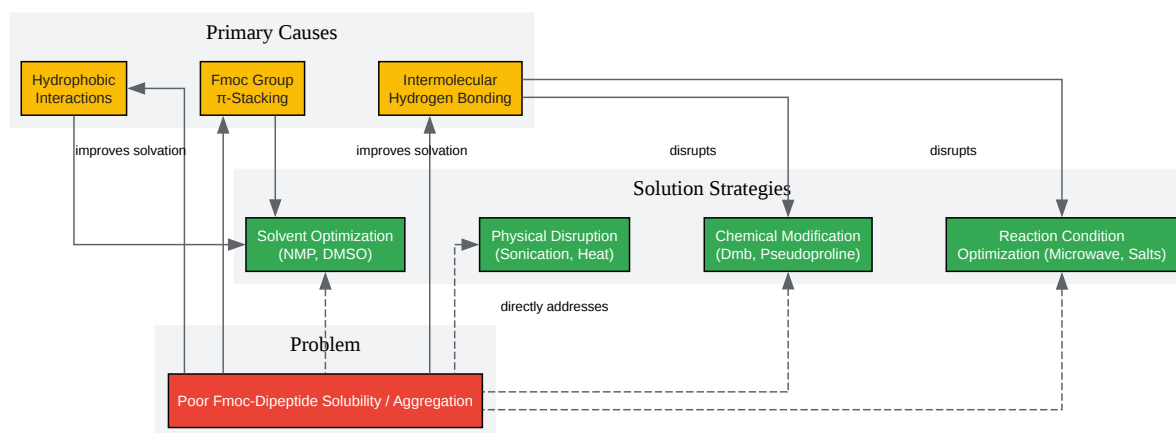 Primary Causes
Hydrophobic
Interactions
Fmoc Group
π-Stacking
Intermolecular
Hydrogen Bonding
improves solvation
improves solvation
disrupts
disrupts
Solution Strategies
Solvent Optimization
(NMP, DMSO)
Physical Disruption
(Sonication, Heat)
Chemical Modification
(Dmb, Pseudoproline)
Reaction Condition
Optimization (Microwave, Salts)
directly addresses
Problem
Poor Fmoc-Dipeptide Solubility / Aggregation